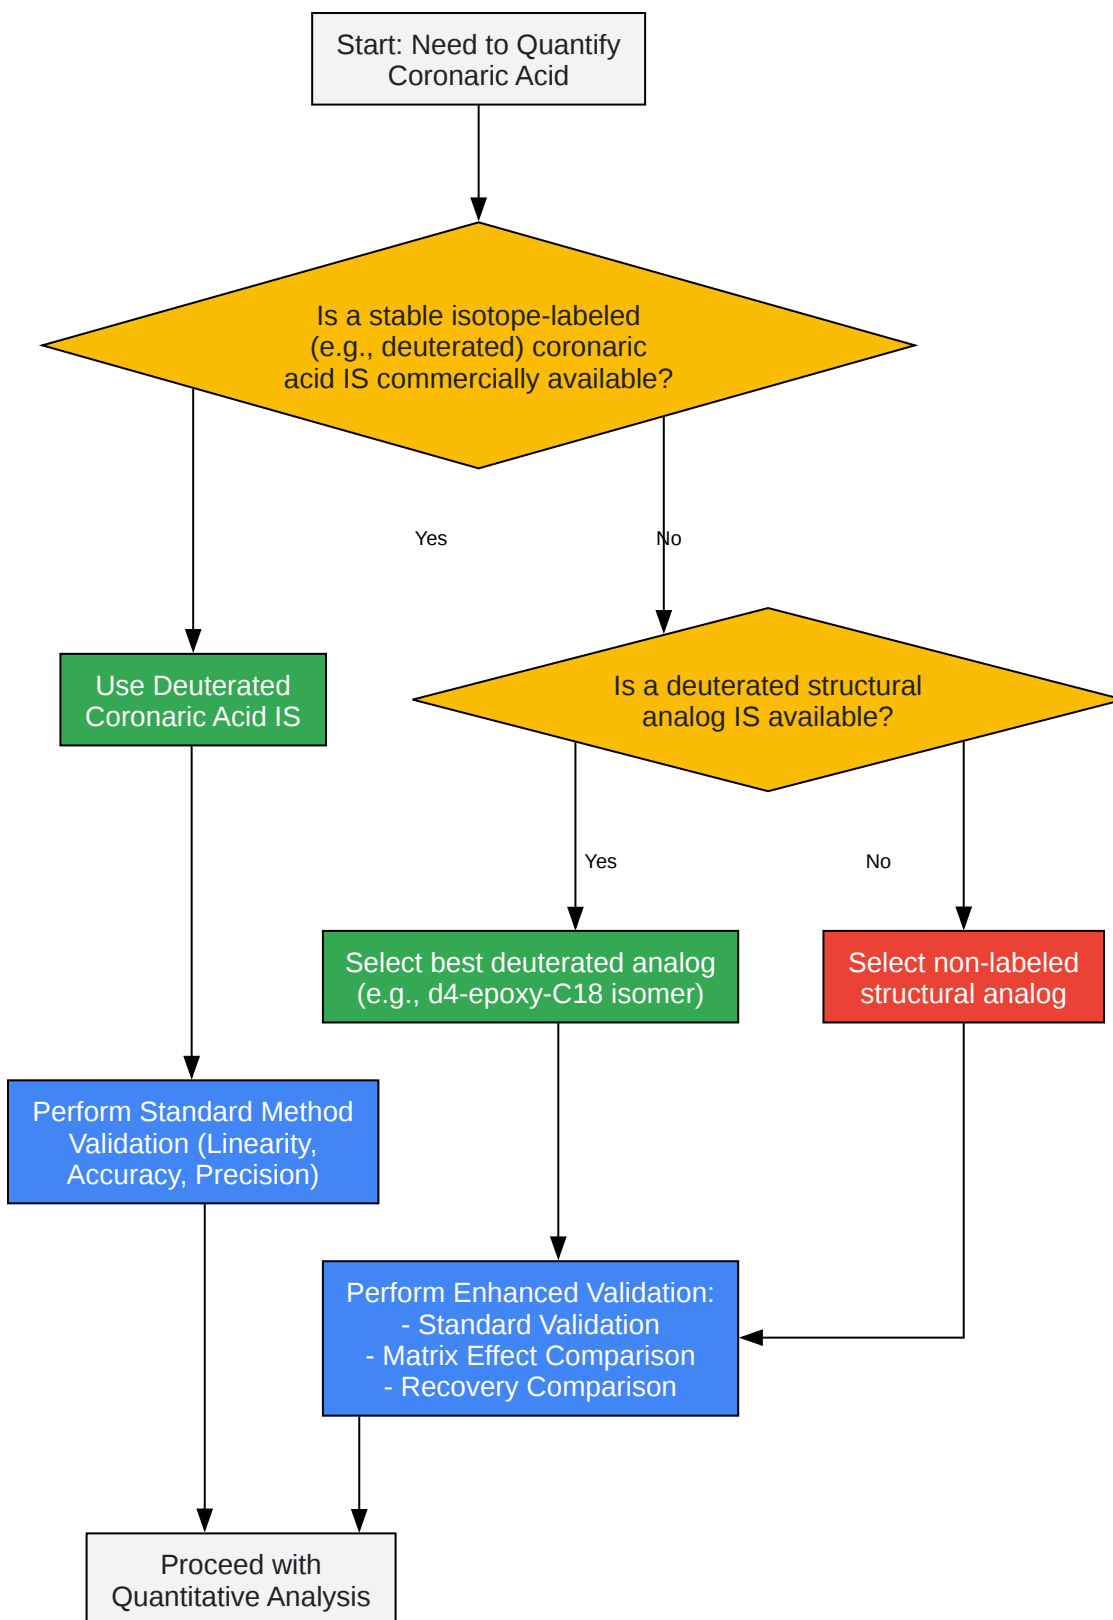 Start: Need to Quantify
Coronaric Acid
Is a stable isotope-labeled
(e.g., deuterated) coronaric
acid IS commercially available?
Yes
No
Use Deuterated
Coronaric Acid IS
Is a deuterated structural
analog IS available?
Yes
No
Select best deuterated analog
(e.g., d4-epoxy-C18 isomer)
Select non-labeled
structural analog
Perform Standard Method
Validation (Linearity,
Accuracy, Precision)
Perform Enhanced Validation:
- Standard Validation
- Matrix Effect Comparison
- Recovery Comparison
Proceed with
Quantitative Analysis